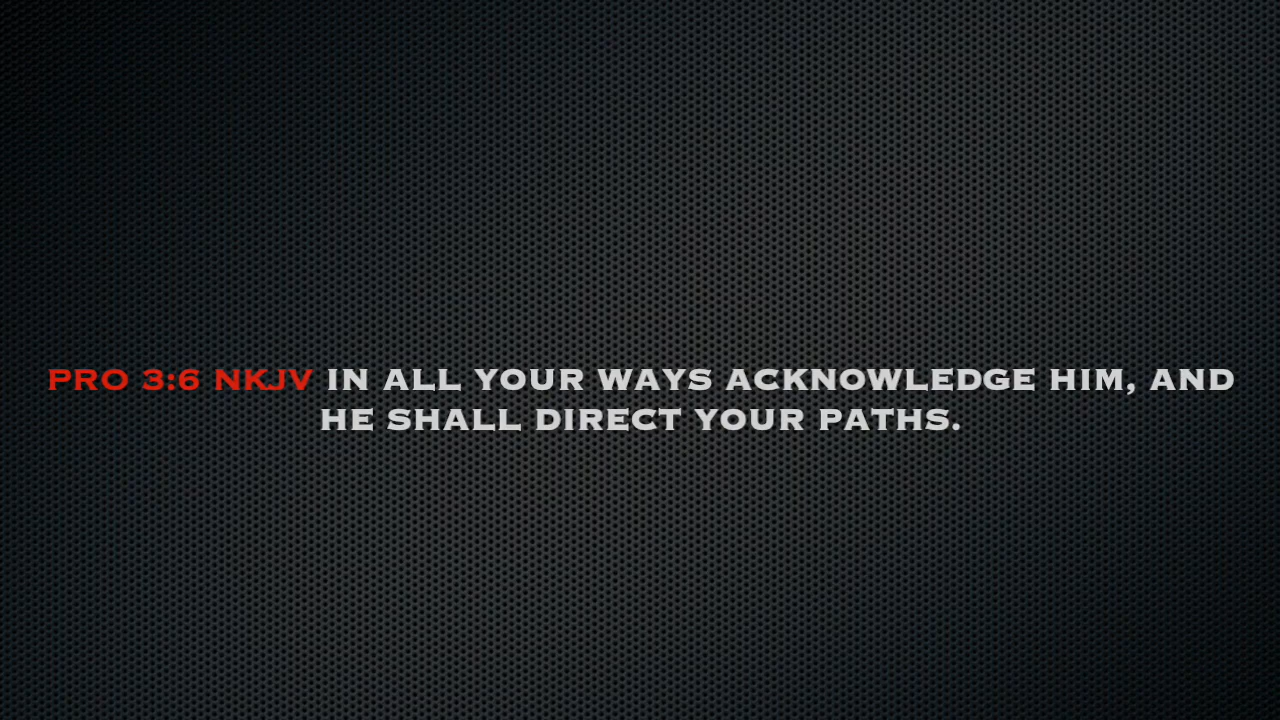 PRO 3:6 NKJV IN ALL YOUR WAYS ACKNOWLEDGE HIM, AND
HE SHALL DIRECT YOUR PATHS.